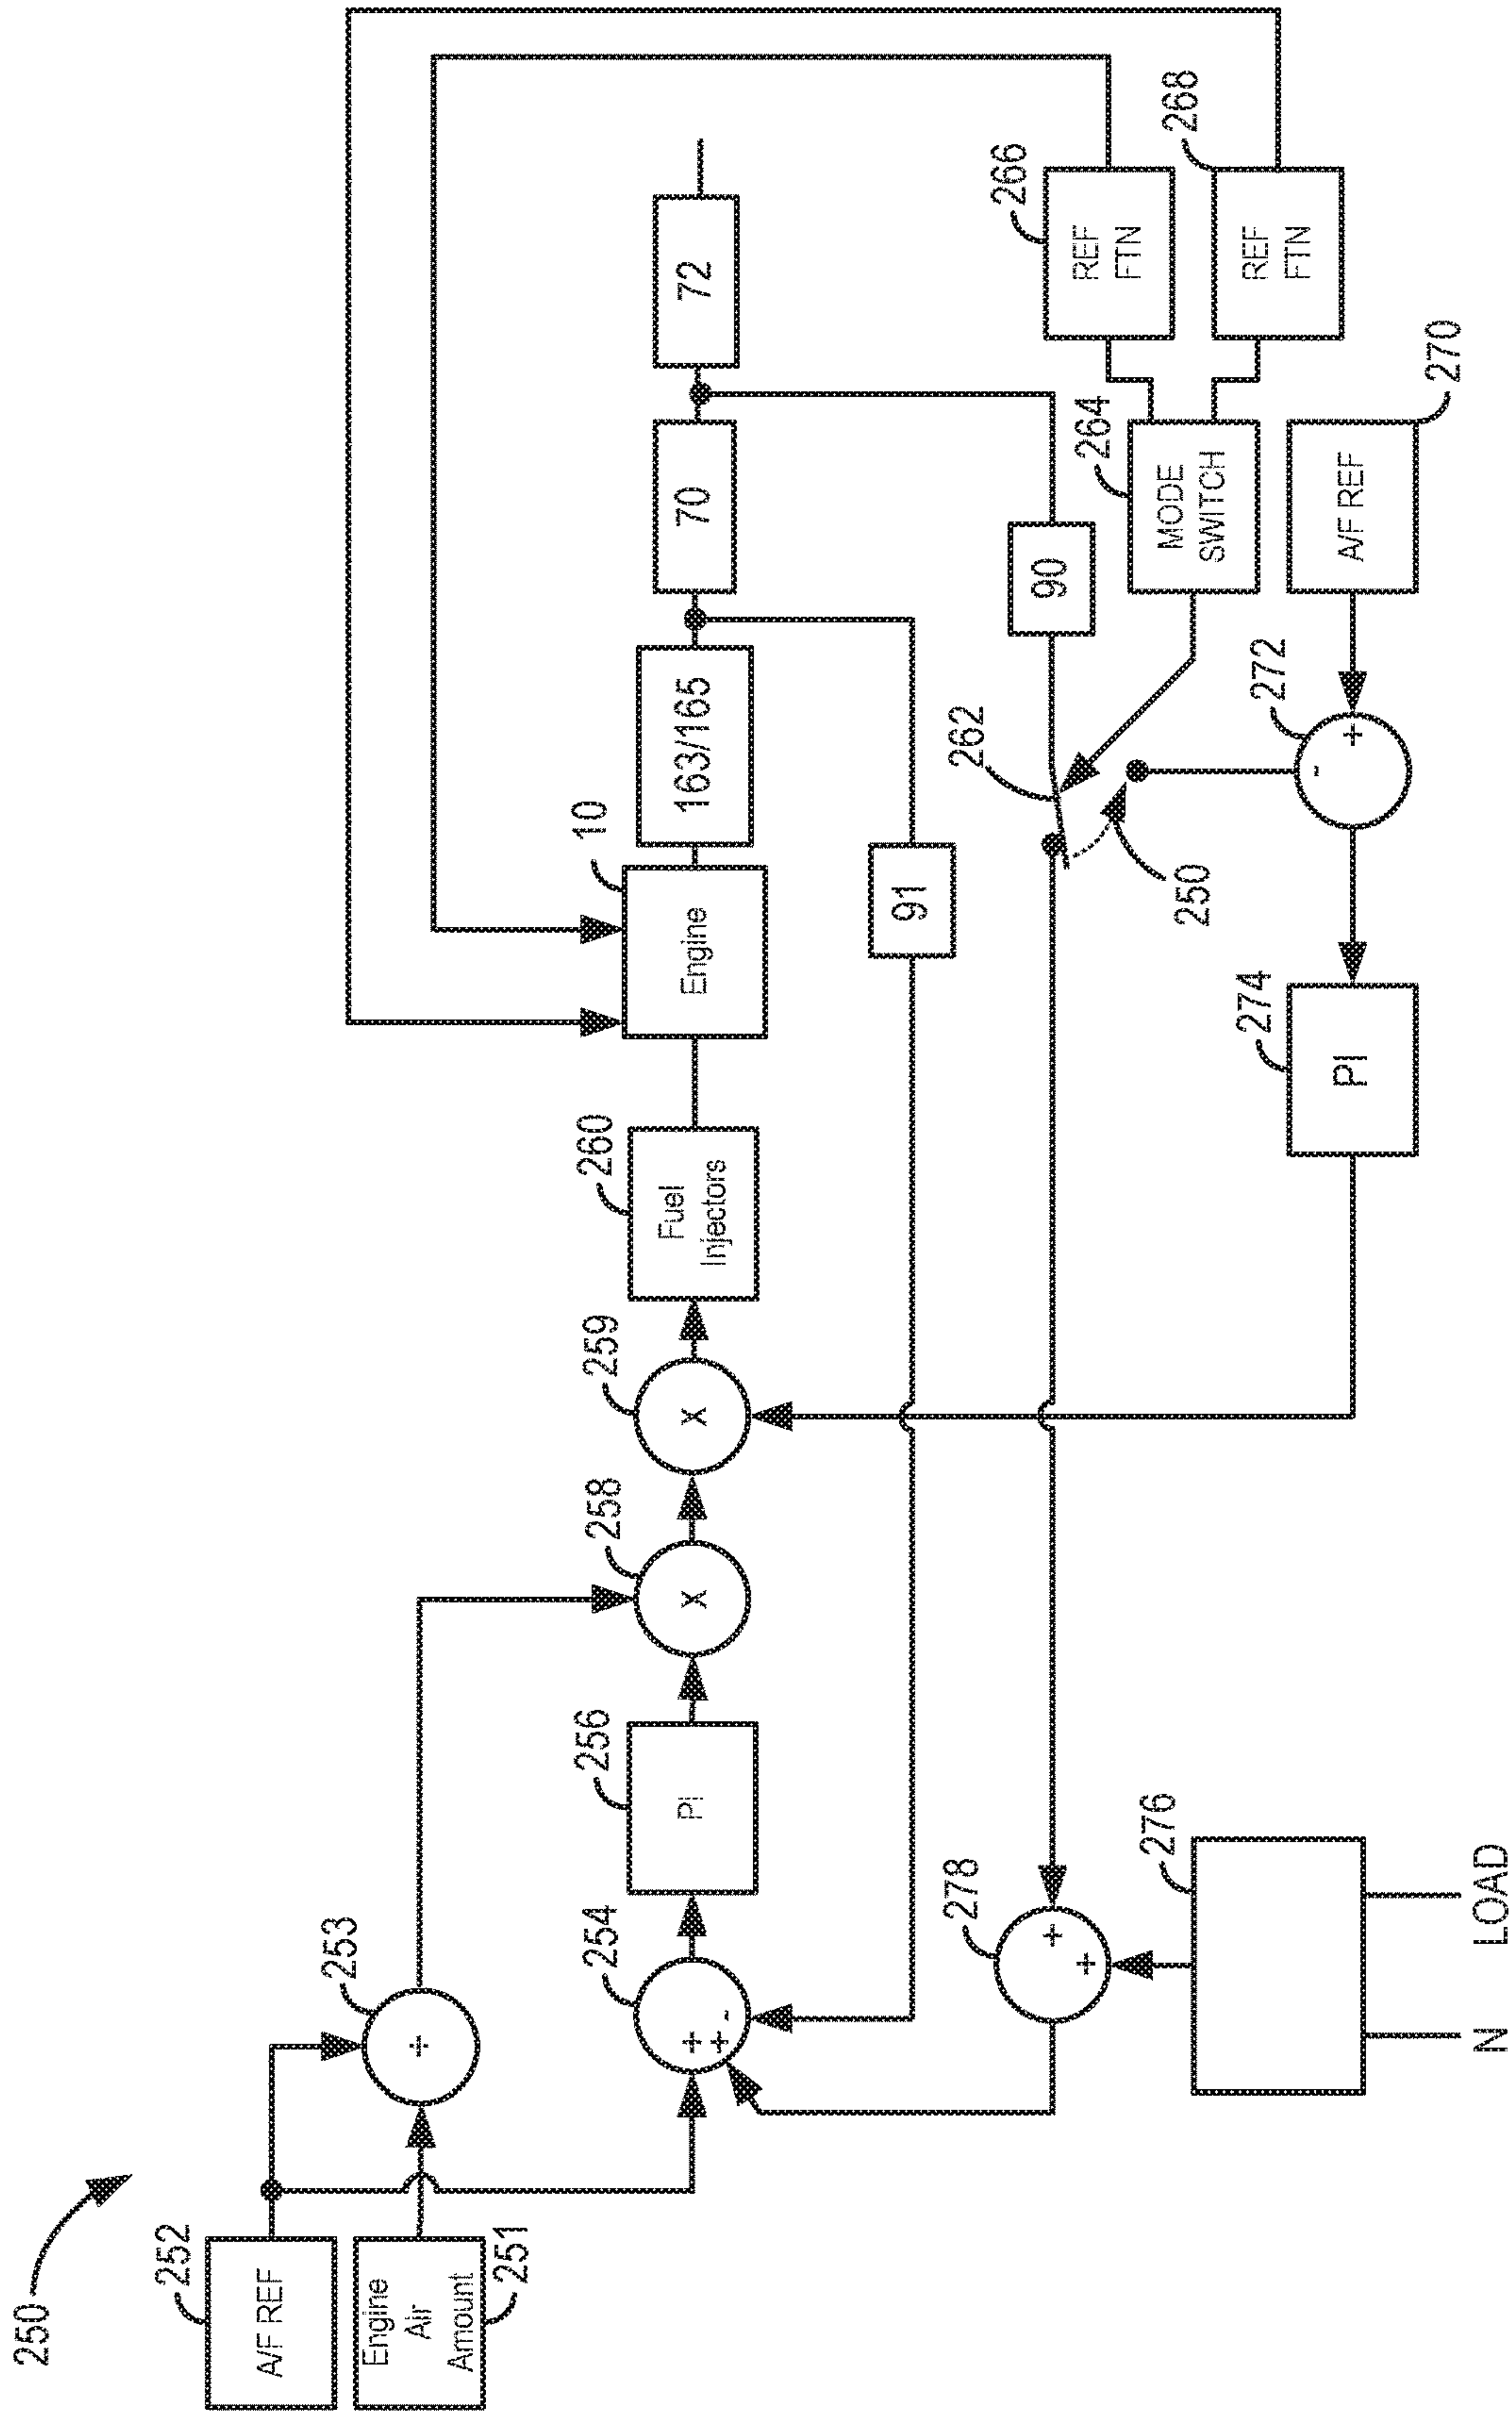 250
252
A/F REF
Engine
Air
Amount
251
253
÷
254
+
+
-
256
PI
258
X
259
X
260
Fuel
Injectors
10
Engine
163/165
70
72
91
90
262
250
264
MODE
SWITCH
266
REF
FTN
268
REF
FTN
270
A/F REF
272
+
-
274
PI
278
+
+
276
N
LOAD